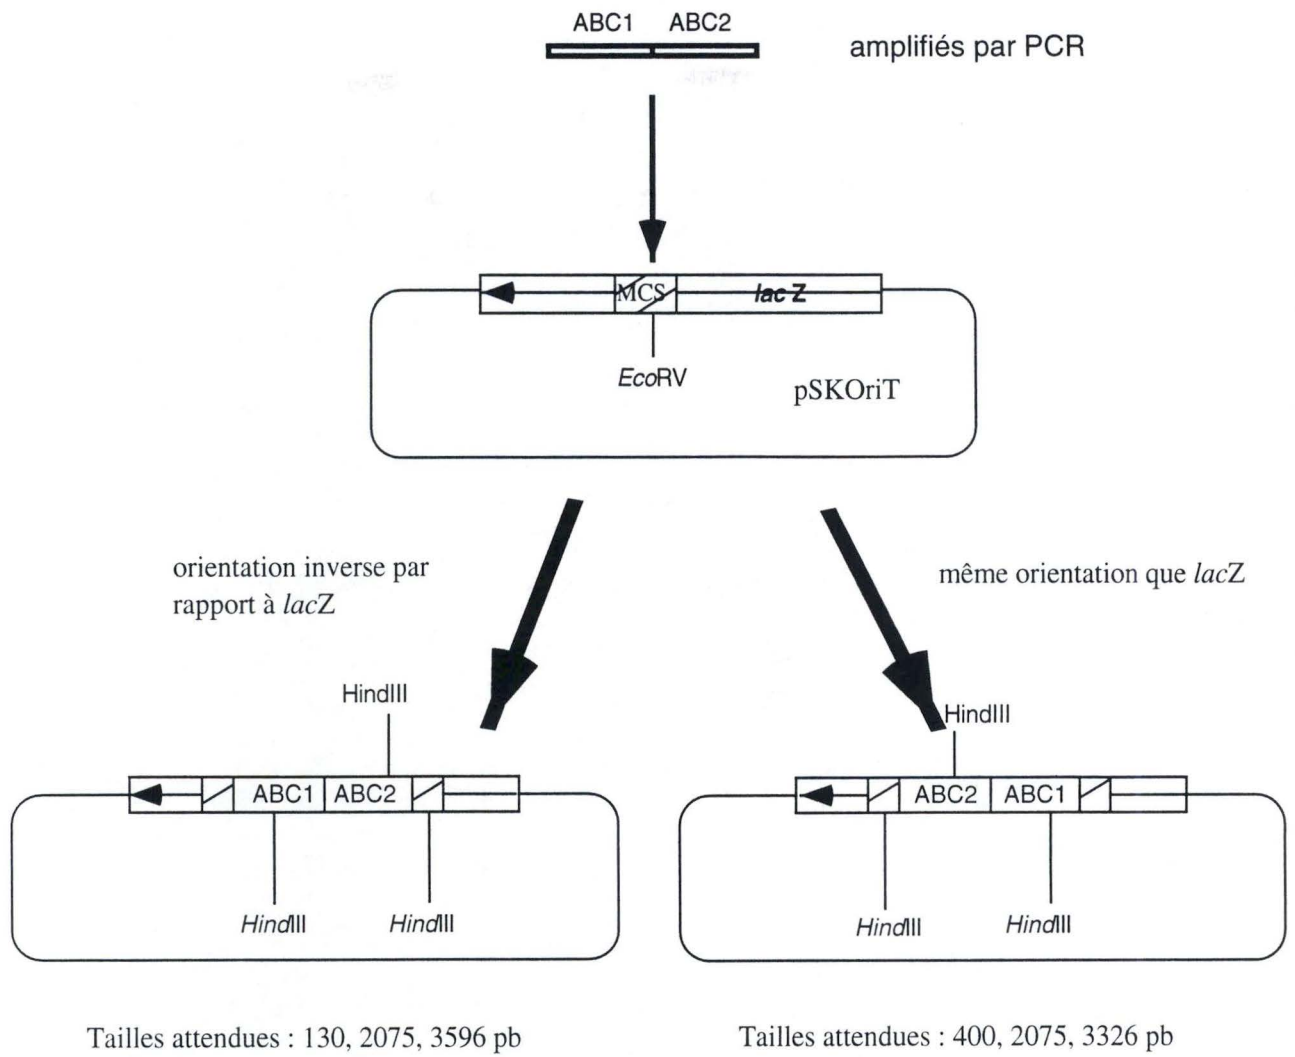 ABC1 ABC2
amplifiés par PCR
MCS
lac Z
EcoRV
pSKOriT
orientation inverse par
rapport à lacZ
même orientation que lacZ
HindIII
HindIII
ABC1 ABC2
ABC2 ABC1
HindIII HindIII
HindIII HindIII
Tailles attendues : 130, 2075, 3596 pb
Tailles attendues : 400, 2075, 3326 pb